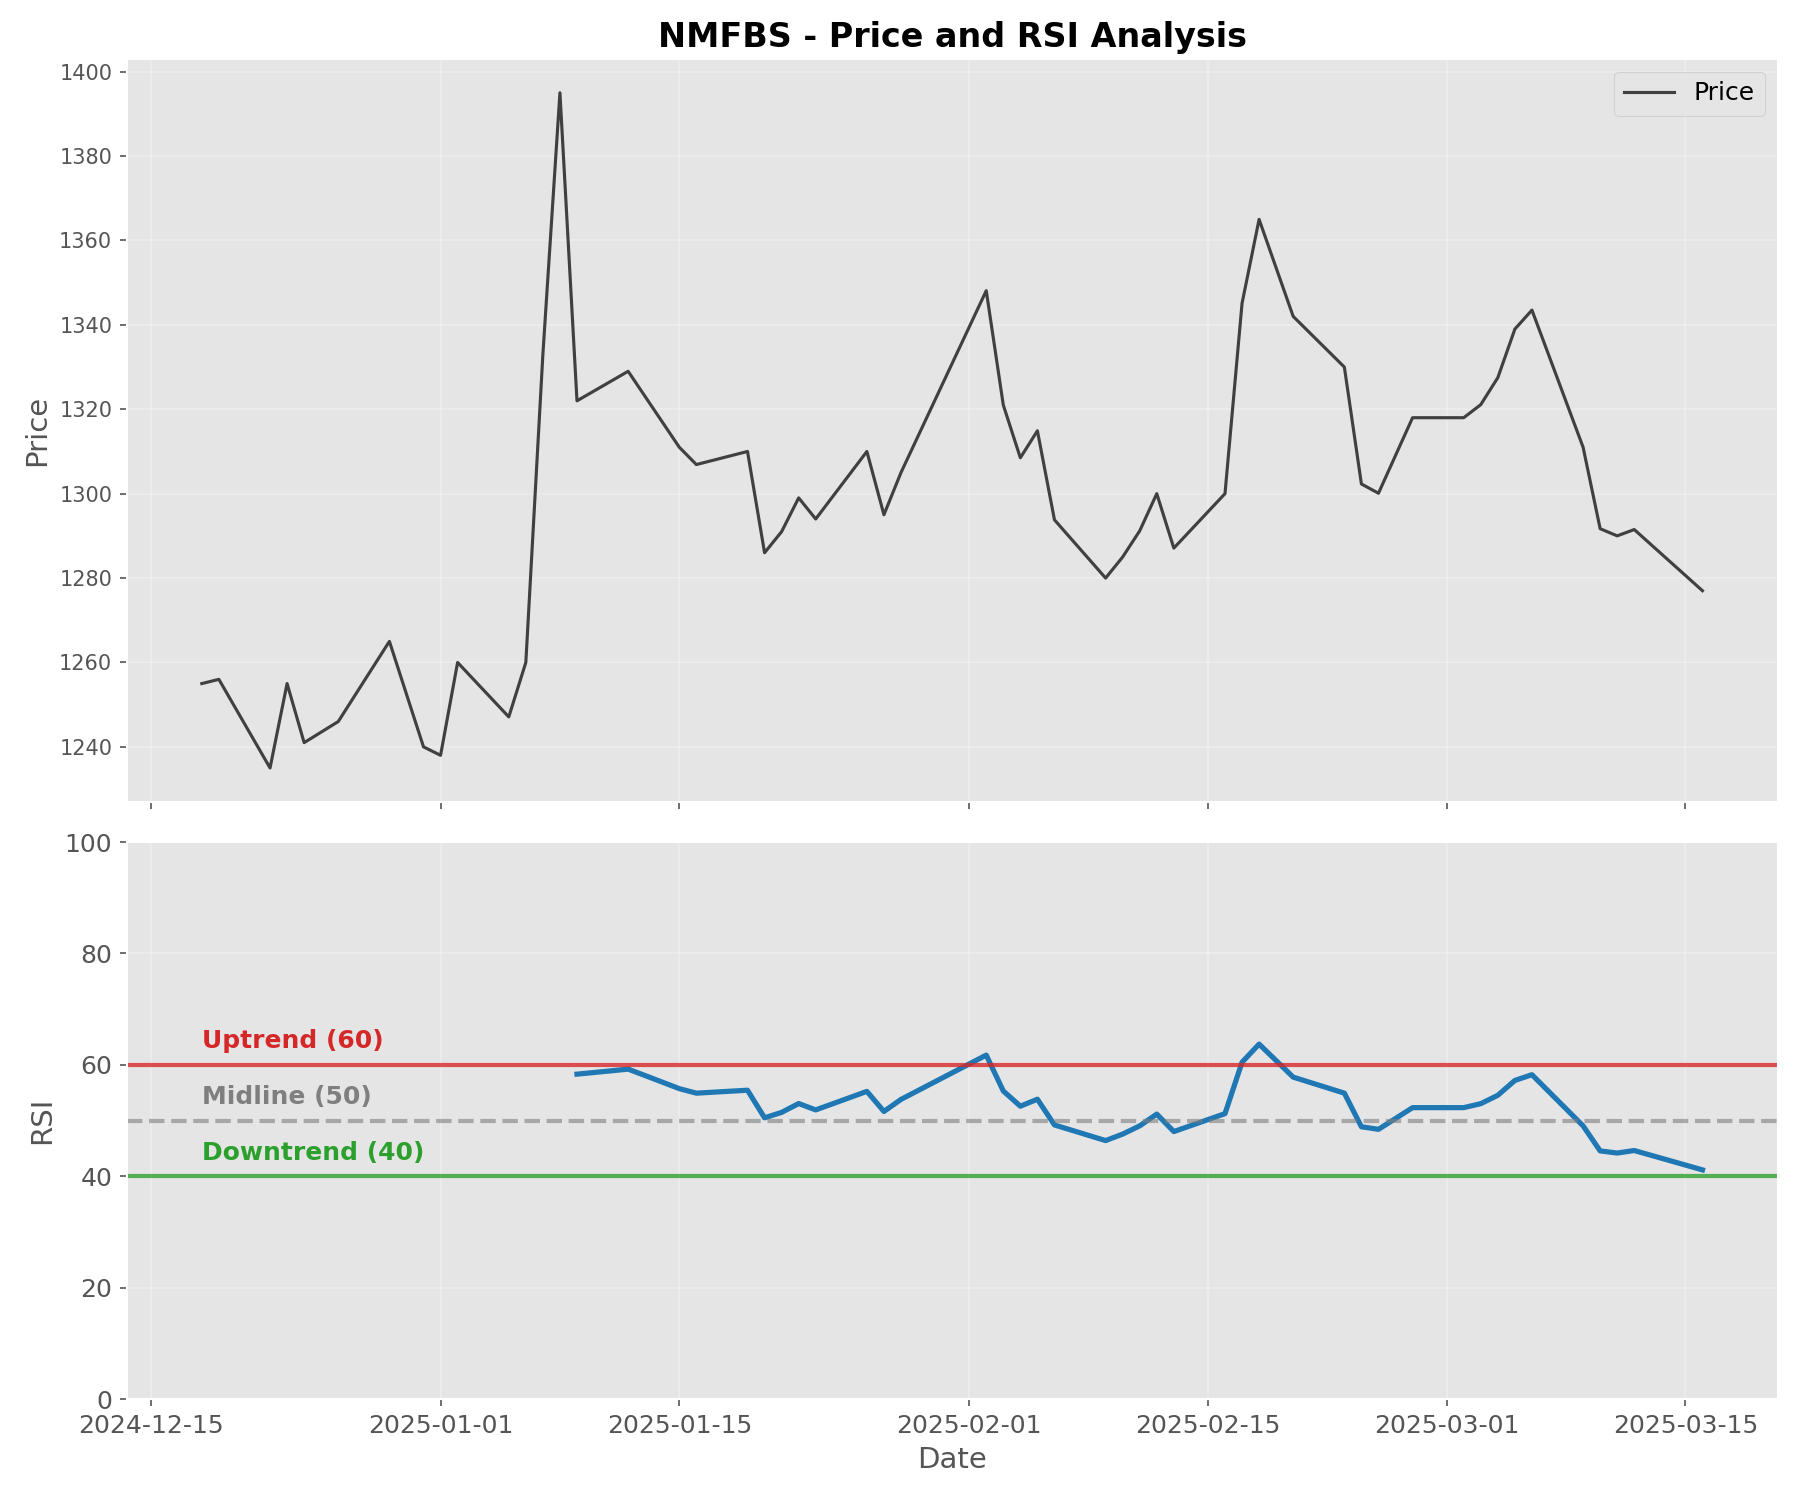 NMFBS - Price and RSI Analysis
1400
1380
1360
1340
1320
1300
1280
1260
1240
Price
Price
100
80
60
40
20
0
RSI
Uptrend (60)
Midline (50)
Downtrend (40)
2024-12-15
2025-01-01
2025-01-15
2025-02-01
2025-02-15
2025-03-01
2025-03-15
Date